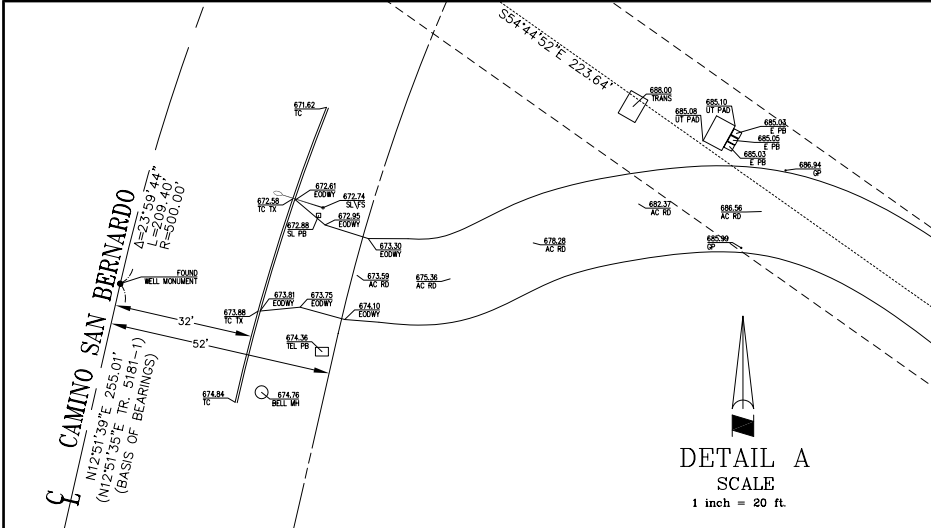 S54°44'52"E 223.64'
688.00
TRANS
685.10
UT PAD
685.08
UT PAD
685.03
E PB
685.05
E PB
685.03
E PB
686.94
GP
671.62
TC
672.61
EODWY
672.58
TC TX
672.74
SL\FS
672.95
EODWY
672.88
SL PB
673.30
EODWY
682.37
AC RD
686.56
AC RD
685.99
GP
678.28
AC RD
673.59
AC RD
675.36
AC RD
Δ=23°59'44"
L=209.40'
R=500.00'
FOUND
WELL MONUMENT
673.81
EODWY
673.75
EODWY
674.10
EODWY
673.88
TC TX
32'
52'
674.36
TEL PB
674.84
TC
674.76
BELL MH
CL CAMINO SAN BERNARDO
N12°51'39"E 255.01'
(N12°51'35"E TR. 5181-1)
(BASIS OF BEARINGS)
DETAIL A
SCALE
1 inch = 20 ft.